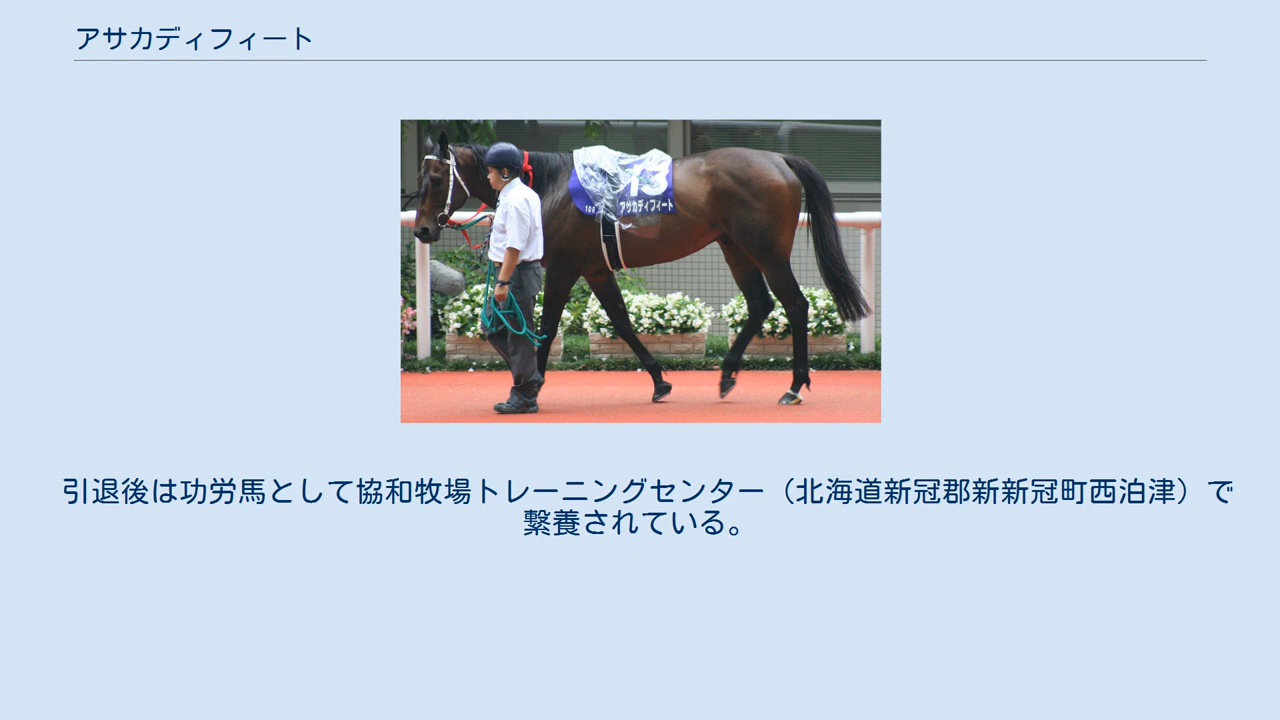 アサカディフィート
13
10R
アサカディフィート
引退後は功労馬として協和牧場トレーニングセンター（北海道新冠郡新新冠町西泊津）で
繋養されている。